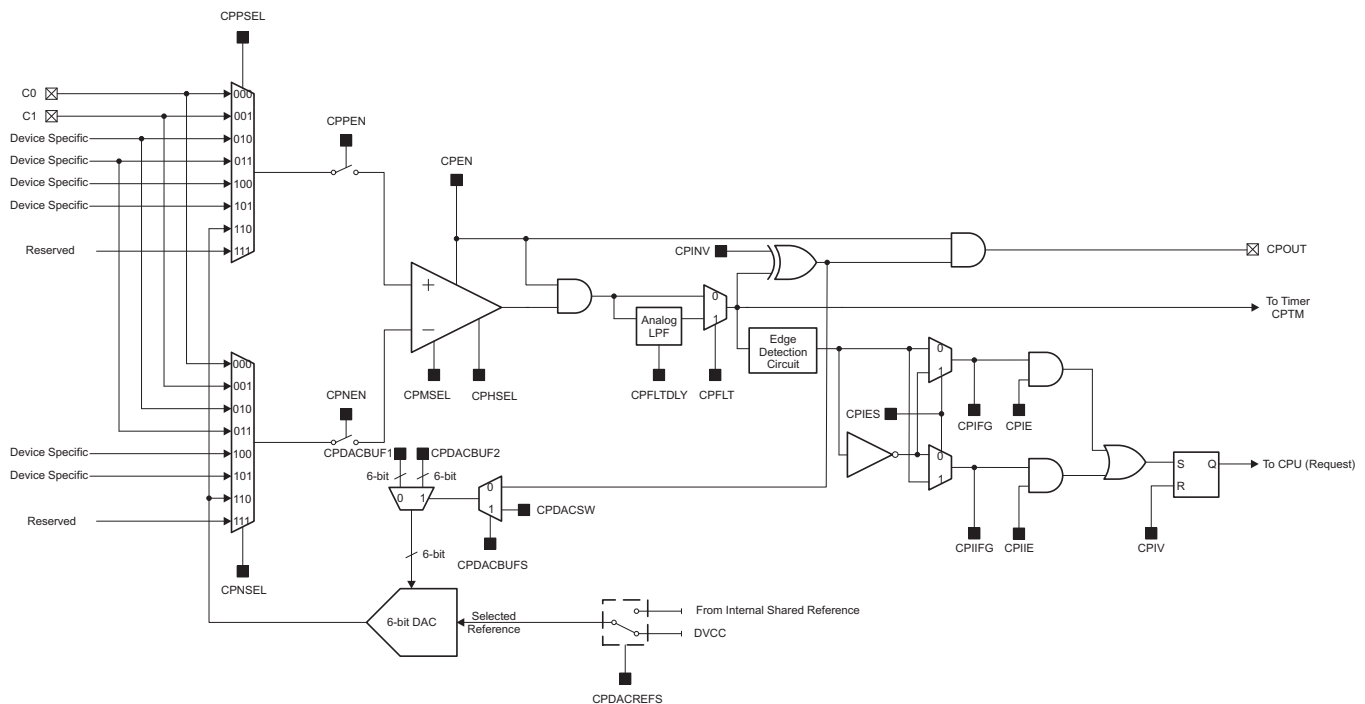 CPPSEL
C0
000
C1
001
Device Specific
010
Device Specific
011
Device Specific
100
Device Specific
101
110
Reserved
111
CPPEN
CPEN
CPINV
CPOUT
To Timer
CPTM
+
−
0
1
Analog
LPF
Edge
Detection
Circuit
CPMSEL
CPHSEL
CPFLTDLY
CPFLT
000
001
010
011
Device Specific
100
Device Specific
101
110
Reserved
111
CPNSEL
CPNEN
CPDACBUF1
CPDACBUF2
6-bit
6-bit
0
1
0
1
CPDACSW
CPDACBUFS
6-bit
6-bit DAC
Selected
Reference
From Internal Shared Reference
DVCC
CPDACREFS
0
1
CPIES
CPIFG
CPIE
0
1
CPIIFG
CPIIE
S
Q
R
To CPU (Request)
CPIV